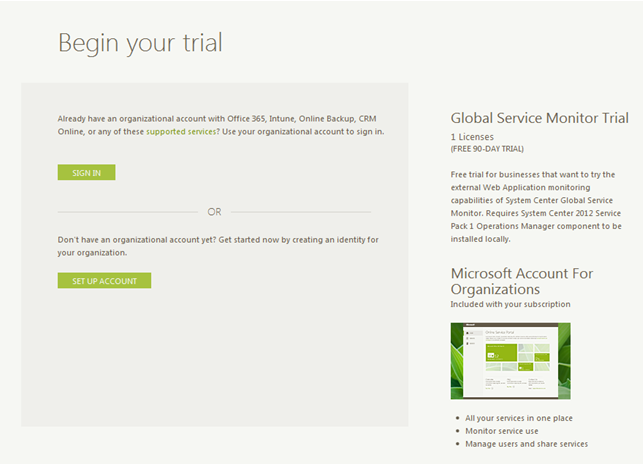 Begin your trial
Already have an organizational account with Office 365, Intune, Online Backup, CRM
Online, or any of these supported services? Use your organizational account to sign in.
SIGN IN
OR
Don't have an organizational account yet? Get started now by creating an identity for
your organization.
SET UP ACCOUNT
Global Service Monitor Trial
1 Licenses
(FREE 90-DAY TRIAL)
Free trial for businesses that want to try the
external Web Application monitoring
capabilities of System Center Global Service
Monitor. Requires System Center 2012 Service
Pack 1 Operations Manager component to be
installed locally.
Microsoft Account For
Organizations
Included with your subscription
• All your services in one place
• Monitor service use
• Manage users and share services